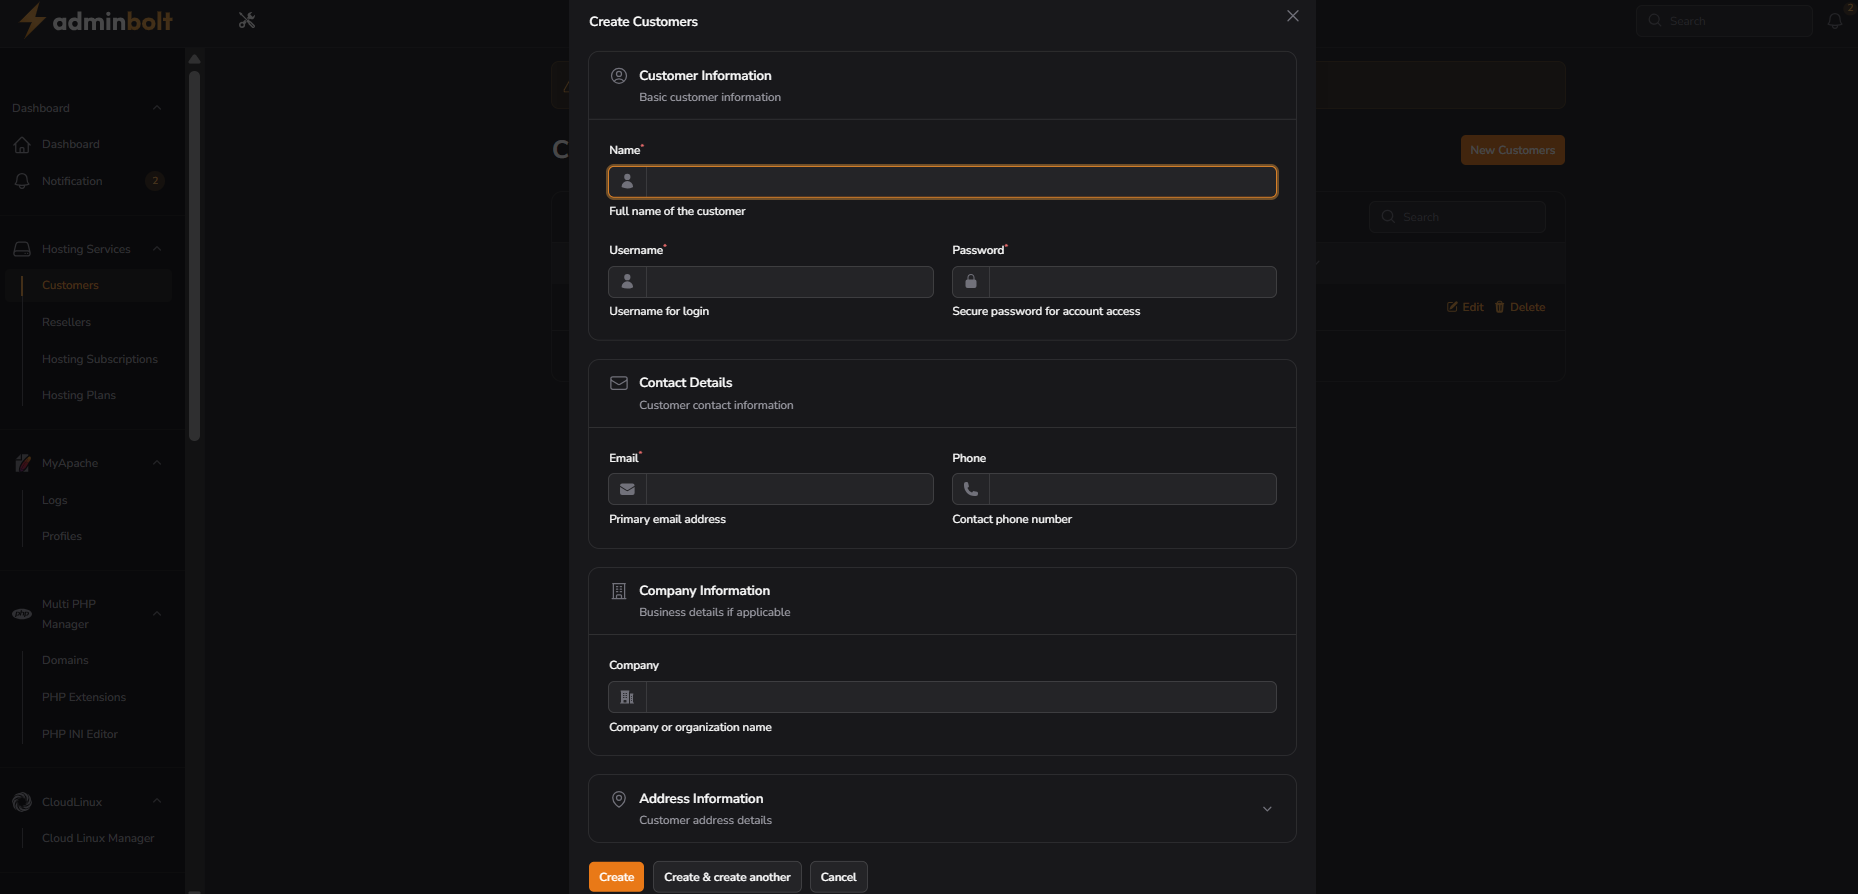 adminbolt
Search
2
Dashboard
Dashboard
Notification
2
Hosting Services
Customers
Resellers
Hosting Subscriptions
Hosting Plans
MyApache
Logs
Profiles
Multi PHP
Manager
Domains
PHP Extensions
PHP INI Editor
CloudLinux
Cloud Linux Manager
C
New Customers
Search
Edit
Delete
Create Customers
Customer Information
Basic customer information
Name*
Full name of the customer
Username*
Password*
Username for login
Secure password for account access
Contact Details
Customer contact information
Email*
Phone
Primary email address
Contact phone number
Company Information
Business details if applicable
Company
Company or organization name
Address Information
Customer address details
Create
Create & create another
Cancel